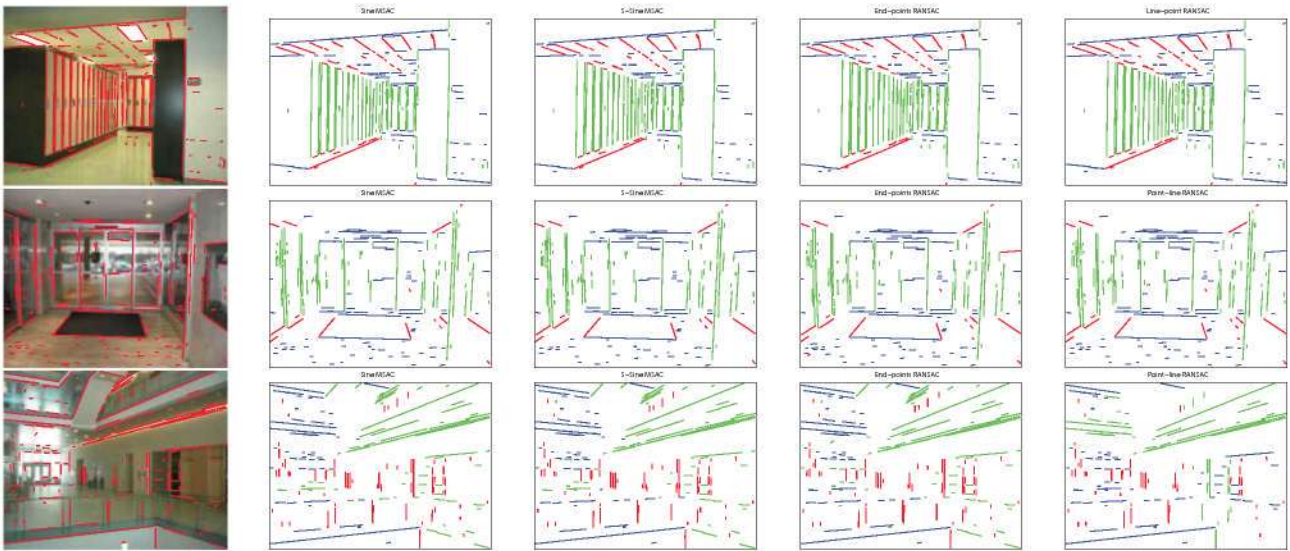 SineMSAC
S-SineMSAC
End-points RANSAC
Line-point RANSAC
SineMSAC
S-SineMSAC
End-points RANSAC
Point-line RANSAC
SineMSAC
S-SineMSAC
End-points RANSAC
Point-line RANSAC